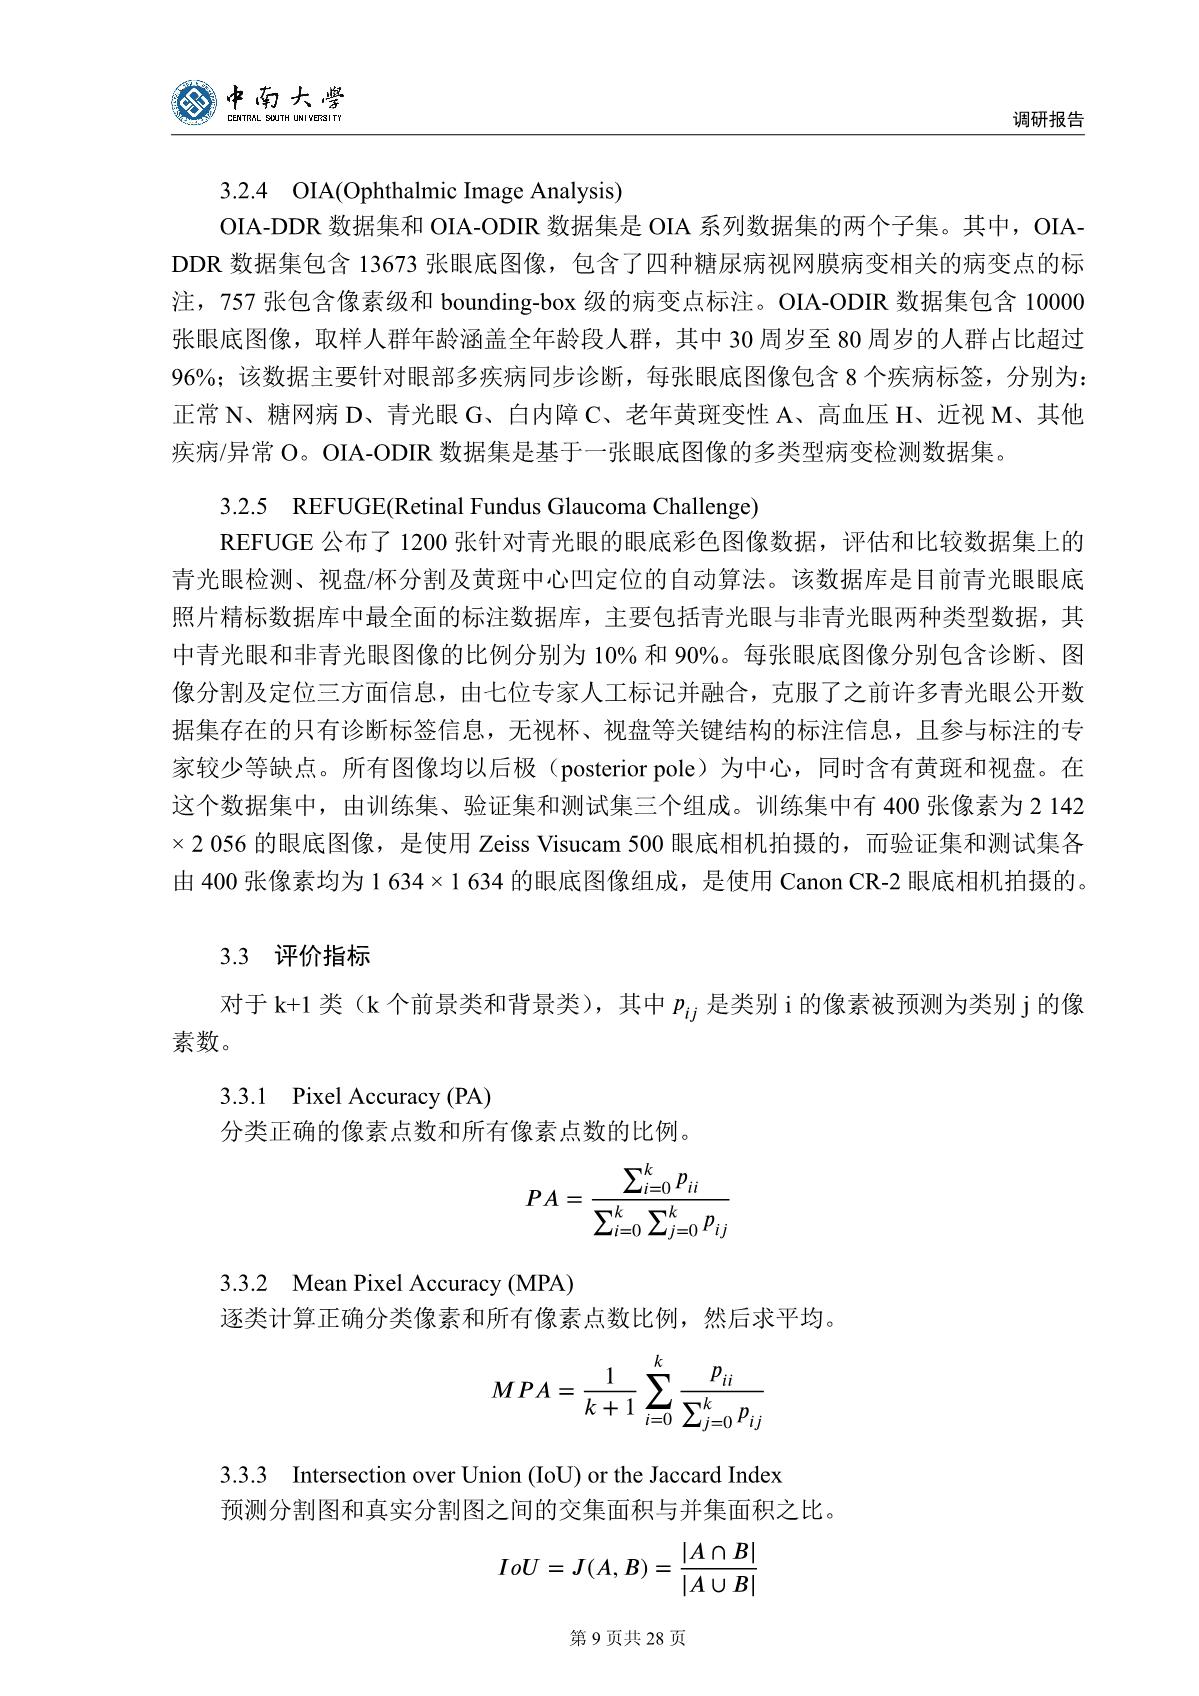 中南大學
CENTRAL SOUTH UNIVERSITY
调研报告
3.2.4 OIA(Ophthalmic Image Analysis)
OIA-DDR 数据集和 OIA-ODIR 数据集是 OIA 系列数据集的两个子集。其中，OIA-
DDR 数据集包含 13673 张眼底图像，包含了四种糖尿病视网膜病变相关的病变点的标
注，757 张包含像素级和 bounding-box 级的病变点标注。OIA-ODIR 数据集包含 10000
张眼底图像，取样人群年龄涵盖全年龄段人群，其中 30 周岁至 80 周岁的人群占比超过
96%；该数据主要针对眼部多疾病同步诊断，每张眼底图像包含 8 个疾病标签，分别为：
正常 N、糖网病 D、青光眼 G、白内障 C、老年黄斑变性 A、高血压 H、近视 M、其他
疾病/异常 O。OIA-ODIR 数据集是基于一张眼底图像的多类型病变检测数据集。
3.2.5 REFUGE(Retinal Fundus Glaucoma Challenge)
REFUGE 公布了 1200 张针对青光眼的眼底彩色图像数据，评估和比较数据集上的
青光眼检测、视盘/杯分割及黄斑中心凹定位的自动算法。该数据库是目前青光眼眼底
照片精标数据库中最全面的标注数据库，主要包括青光眼与非青光眼两种类型数据，其
中青光眼和非青光眼图像的比例分别为 10% 和 90%。每张眼底图像分别包含诊断、图
像分割及定位三方面信息，由七位专家人工标记并融合，克服了之前许多青光眼公开数
据集存在的只有诊断标签信息，无视杯、视盘等关键结构的标注信息，且参与标注的专
家较少等缺点。所有图像均以后极（posterior pole）为中心，同时含有黄斑和视盘。在
这个数据集中，由训练集、验证集和测试集三个组成。训练集中有 400 张像素为 2 142
× 2 056 的眼底图像，是使用 Zeiss Visucam 500 眼底相机拍摄的，而验证集和测试集各
由 400 张像素均为 1 634 × 1 634 的眼底图像组成，是使用 Canon CR-2 眼底相机拍摄的。
3.3 评价指标
对于 k+1 类（k 个前景类和背景类），其中 $p_{ij}$ 是类别 i 的像素被预测为类别 j 的像
素数。
3.3.1 Pixel Accuracy (PA)
分类正确的像素点数和所有像素点数的比例。
$PA = \frac{\sum_{i=0}^{k} p_{ii}}{\sum_{i=0}^{k} \sum_{j=0}^{k} p_{ij}}$
3.3.2 Mean Pixel Accuracy (MPA)
逐类计算正确分类像素和所有像素点数比例，然后求平均。
$MPA = \frac{1}{k+1} \sum_{i=0}^{k} \frac{p_{ii}}{\sum_{j=0}^{k} p_{ij}}$
3.3.3 Intersection over Union (IoU) or the Jaccard Index
预测分割图和真实分割图之间的交集面积与并集面积之比。
$IoU = J(A, B) = \frac{|A \cap B|}{|A \cup B|}$
第 9 页共 28 页